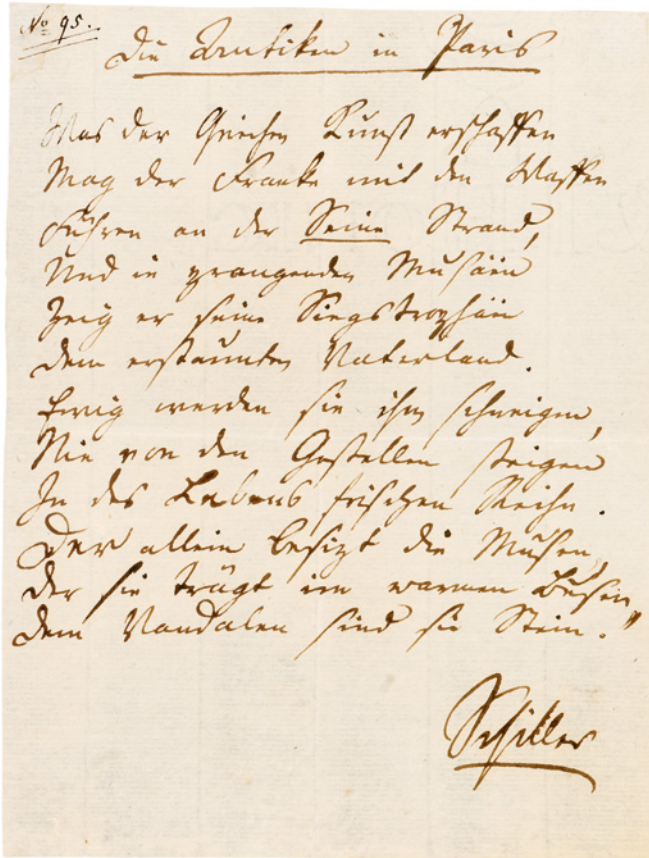 No 95.
Die Antiken in Paris
Was der Griechen Kunst erschaffen
Mag der Franke mit den Waffen
Führen an der Seine Strand,
Und in prangenden Musäen
Zeig er seine Siegstrophäen
Dem erstaunten Vaterland.
Ewig werden sie ihm schweigen,
Nie von den Gestellen steigen
In des Lebens frischen Reihn.
Der allein besizt die Musen,
Der sie trägt im warmen Busen,
Dem Vandalen sind sie Stein."
Schiller